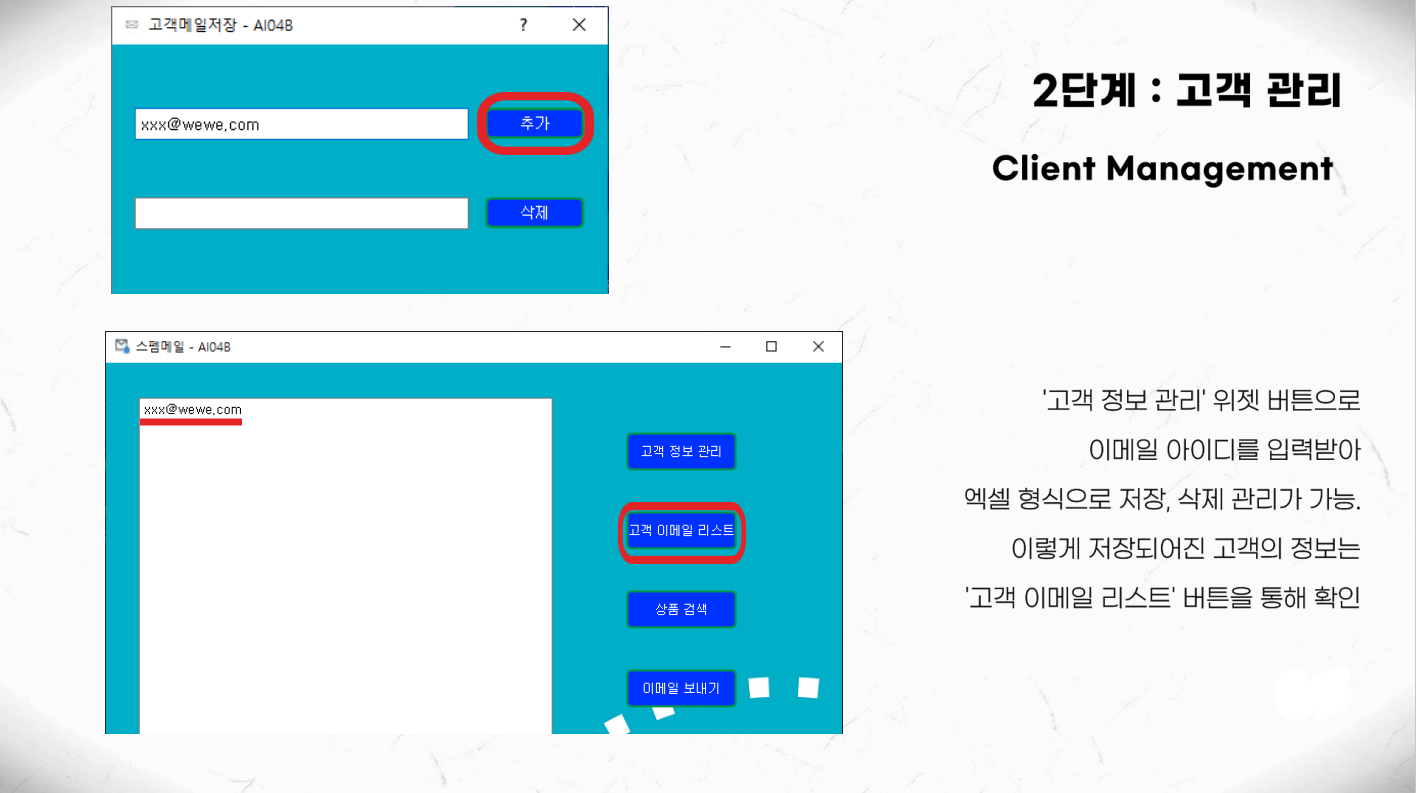 고객메일저장 - AI04B
?
xxx@wewe.com
추가
삭제
2단계 : 고객 관리
Client Management
스펨메일 - AI04B
xxx@wewe.com
고객 정보 관리
고객 이메일 리스트
상품 검색
이메일 보내기
'고객 정보 관리' 위젯 버튼으로
이메일 아이디를 입력받아
엑셀 형식으로 저장, 삭제 관리가 가능.
이렇게 저장되어진 고객의 정보는
'고객 이메일 리스트' 버튼을 통해 확인